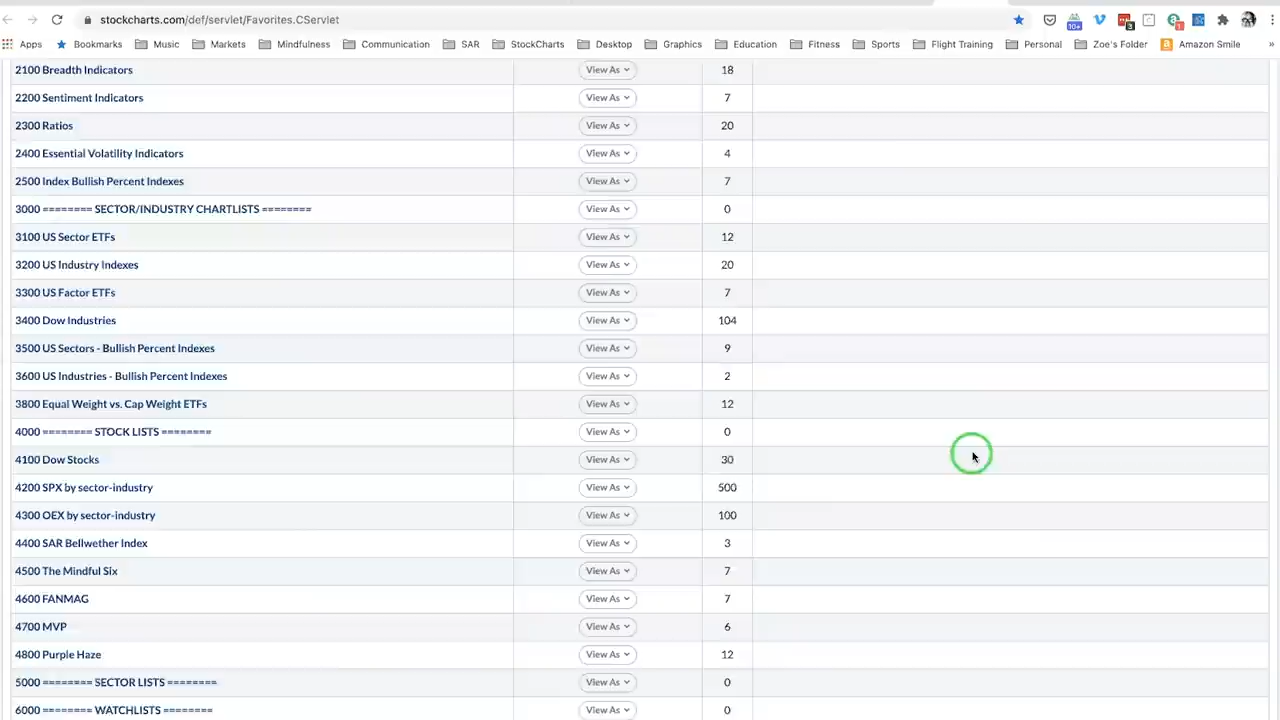 stockcharts.com/def/servlet/Favorites.CServlet
10+ 3 1
Apps Bookmarks Music Markets Mindfulness Communication SAR StockCharts Desktop Graphics Education Fitness Sports Flight Training Personal Zoe's Folder Amazon Smile »
2100 Breadth Indicators View As 18
2200 Sentiment Indicators View As 7
2300 Ratios View As 20
2400 Essential Volatility Indicators View As 4
2500 Index Bullish Percent Indexes View As 7
3000 ======== SECTOR/INDUSTRY CHARTLISTS ======== View As 0
3100 US Sector ETFs View As 12
3200 US Industry Indexes View As 20
3300 US Factor ETFs View As 7
3400 Dow Industries View As 104
3500 US Sectors - Bullish Percent Indexes View As 9
3600 US Industries - Bullish Percent Indexes View As 2
3800 Equal Weight vs. Cap Weight ETFs View As 12
4000 ======== STOCK LISTS ======== View As 0
4100 Dow Stocks View As 30
4200 SPX by sector-industry View As 500
4300 OEX by sector-industry View As 100
4400 SAR Bellwether Index View As 3
4500 The Mindful Six View As 7
4600 FANMAG View As 7
4700 MVP View As 6
4800 Purple Haze View As 12
5000 ======== SECTOR LISTS ======== View As 0
6000 ======== WATCHLISTS ======== View As 0